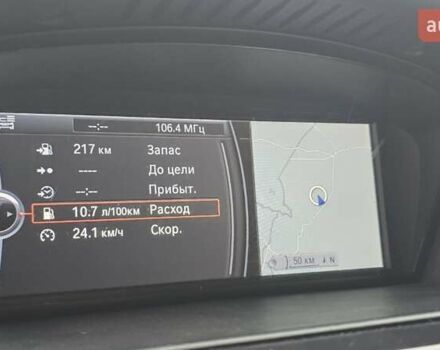 au
--:-- 106.4 МГц
217 км Запас
---- До цели
--:-- Прибыт.
10.7 л/100км Расход
24.1 км/ч Скор.
50 км N